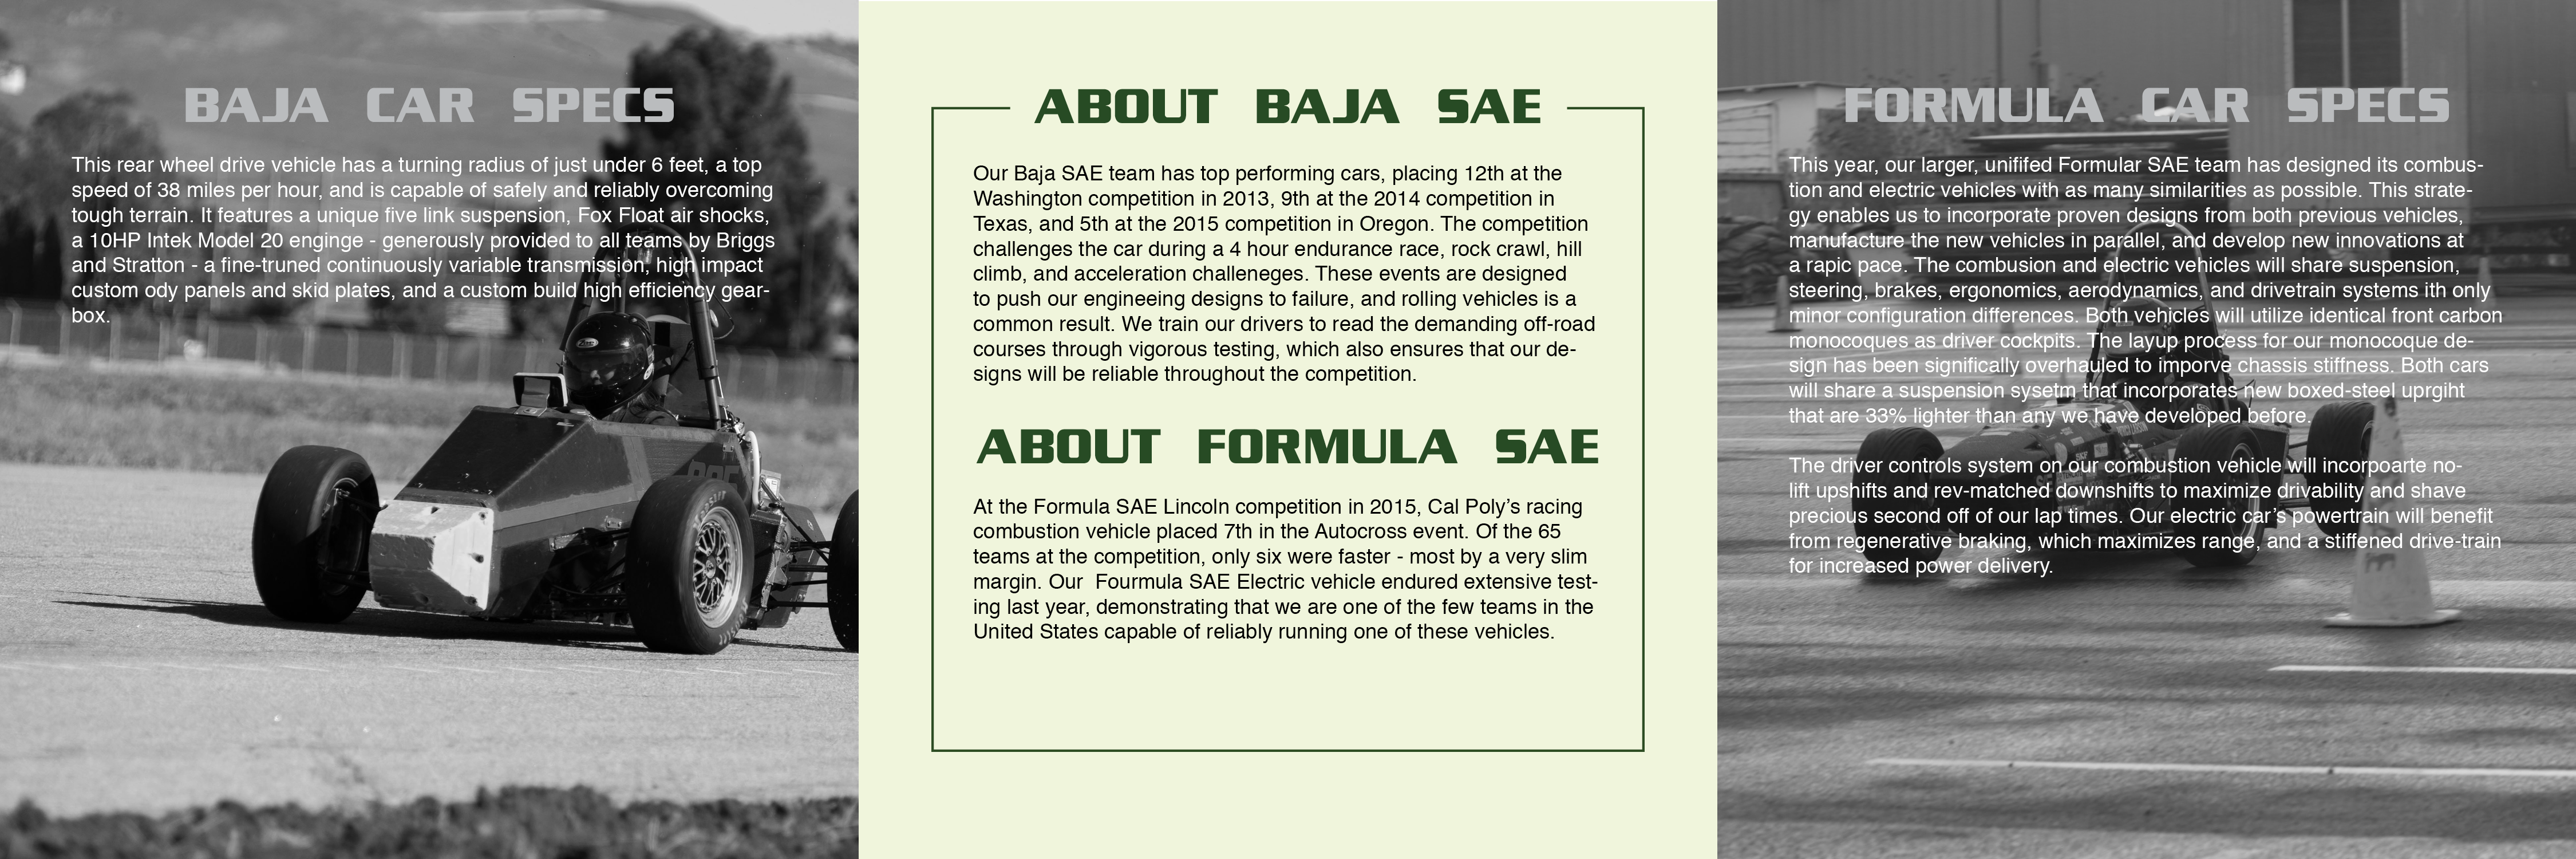 BAJA CAR SPECS
This rear wheel drive vehicle has a turning radius of just under 6 feet, a top
speed of 38 miles per hour, and is capable of safely and reliably overcoming
tough terrain. It features a unique five link suspension, Fox Float air shocks,
a 10HP Intek Model 20 enginge - generously provided to all teams by Briggs
and Stratton - a fine-truned continuously variable transmission, high impact
custom ody panels and skid plates, and a custom build high efficiency gear-
box.
ABOUT BAJA SAE
Our Baja SAE team has top performing cars, placing 12th at the
Washington competition in 2013, 9th at the 2014 competition in
Texas, and 5th at the 2015 competition in Oregon. The competition
challenges the car during a 4 hour endurance race, rock crawl, hill
climb, and acceleration challeneges. These events are designed
to push our engineeing designs to failure, and rolling vehicles is a
common result. We train our drivers to read the demanding off-road
courses through vigorous testing, which also ensures that our de-
signs will be reliable throughout the competition.
ABOUT FORMULA SAE
At the Formula SAE Lincoln competition in 2015, Cal Poly's racing
combustion vehicle placed 7th in the Autocross event. Of the 65
teams at the competition, only six were faster - most by a very slim
margin. Our  Fourmula SAE Electric vehicle endured extensive test-
ing last year, demonstrating that we are one of the few teams in the
United States capable of reliably running one of these vehicles.
FORMULA CAR SPECS
This year, our larger, unififed Formular SAE team has designed its combus-
tion and electric vehicles with as many similarities as possible. This strate-
gy enables us to incorporate proven designs from both previous vehicles,
manufacture the new vehicles in parallel, and develop new innovations at
a rapic pace. The combusion and electric vehicles will share suspension,
steering, brakes, ergonomics, aerodynamics, and drivetrain systems ith only
minor configuration differences. Both vehicles will utilize identical front carbon
monocoques as driver cockpits. The layup process for our monocoque de-
sign has been significally overhauled to imporve chassis stiffness. Both cars
will share a suspension sysetm that incorporates new boxed-steel uprgiht
that are 33% lighter than any we have developed before.
The driver controls system on our combustion vehicle will incorpoarte no-
lift upshifts and rev-matched downshifts to maximize drivability and shave
precious second off of our lap times. Our electric car's powertrain will benefit
from regenerative braking, which maximizes range, and a stiffened drive-train
for increased power delivery.